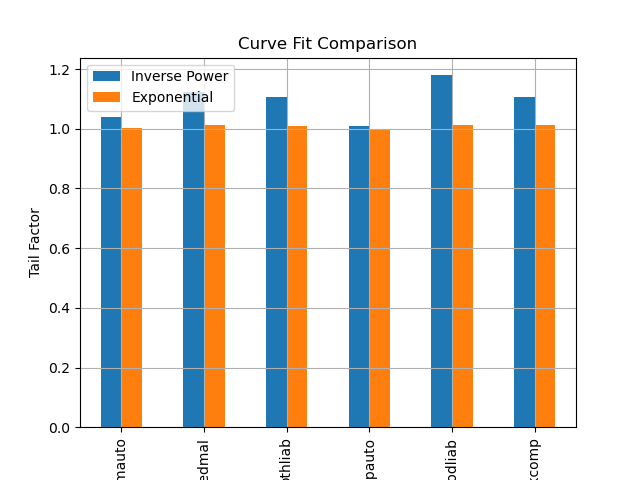 Curve Fit Comparison
Inverse Power
Exponential
1.2
1.0
0.8
0.6
0.4
0.2
0.0
Tail Factor
mauto
edmal
othliab
pauto
odliab
kcomp